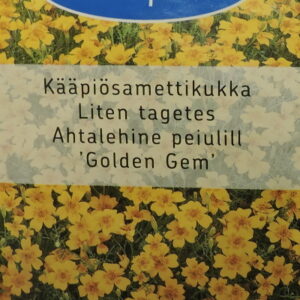 Kääpiösamettikukka
Liten tagetes
Ahtalehine peiulill
'Golden Gem'